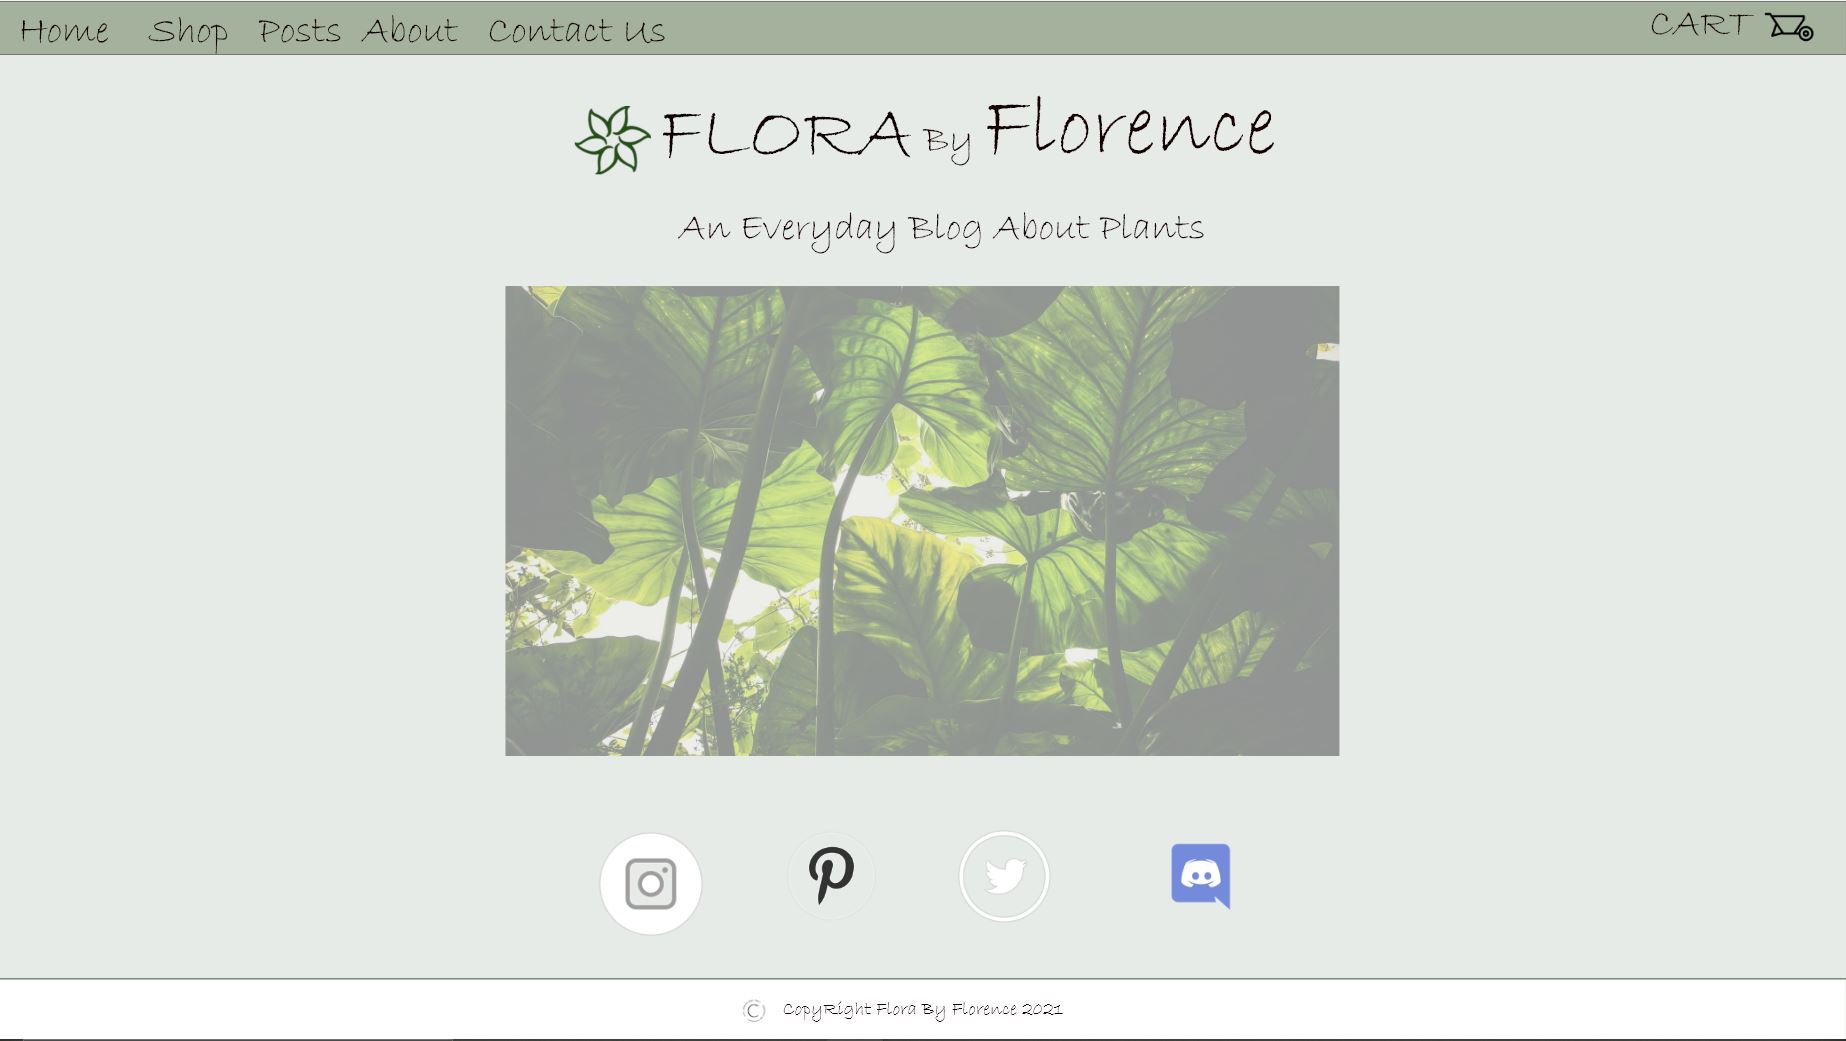 Home Shop Posts About Contact Us CART
FLORA By Florence
An Everyday Blog About Plants
© CopyRight Flora By Florence 2021